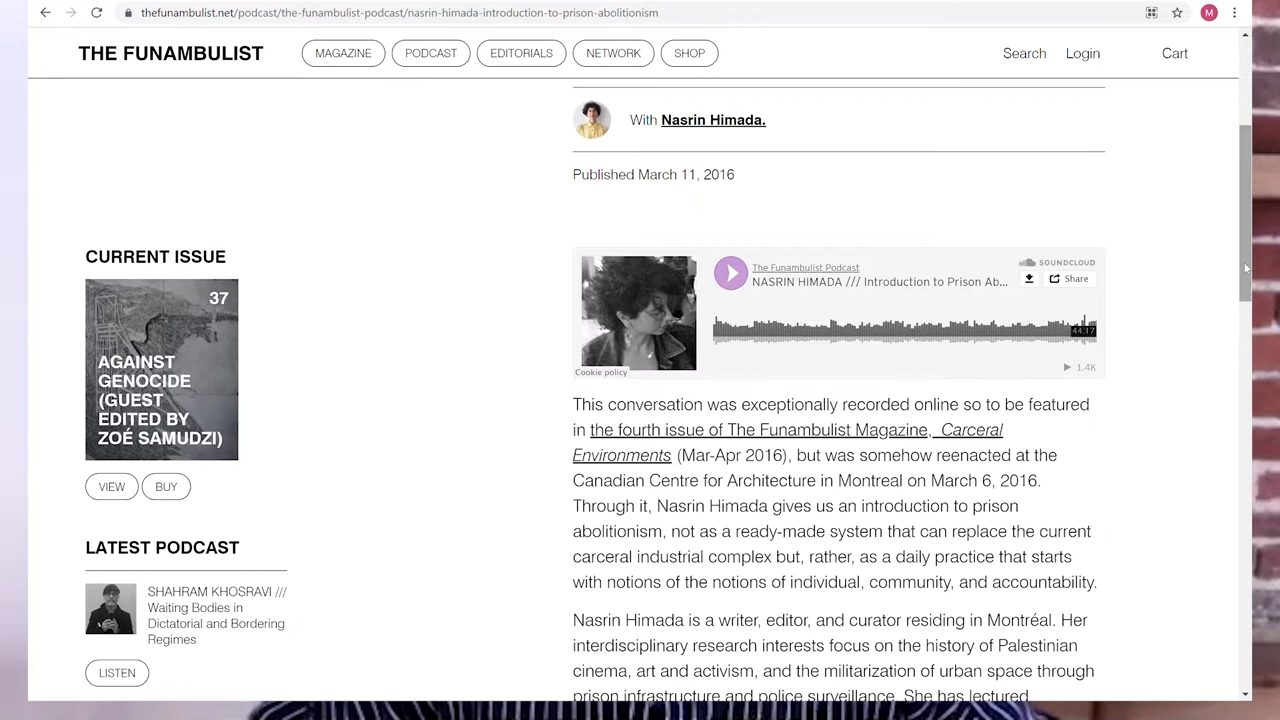 thefunambulist.net/podcast/the-funambulist-podcast/nasrin-himada-introduction-to-prison-abolitionism
M
THE FUNAMBULIST
MAGAZINE
PODCAST
EDITORIALS
NETWORK
SHOP
Search
Login
Cart
With Nasrin Himada.
Published March 11, 2016
CURRENT ISSUE
37
AGAINST
GENOCIDE
(GUEST
EDITED BY
ZOÉ SAMUDZI)
VIEW
BUY
LATEST PODCAST
SHAHRAM KHOSRAVI ///
Waiting Bodies in
Dictatorial and Bordering
Regimes
LISTEN
The Funambulist Podcast
SOUNDCLOUD
NASRIN HIMADA /// Introduction to Prison Ab...
Share
44:17
Cookie policy
1.4K
This conversation was exceptionally recorded online so to be featured
in the fourth issue of The Funambulist Magazine, Carceral
Environments (Mar-Apr 2016), but was somehow reenacted at the
Canadian Centre for Architecture in Montreal on March 6, 2016.
Through it, Nasrin Himada gives us an introduction to prison
abolitionism, not as a ready-made system that can replace the current
carceral industrial complex but, rather, as a daily practice that starts
with notions of the notions of individual, community, and accountability.
Nasrin Himada is a writer, editor, and curator residing in Montréal. Her
interdisciplinary research interests focus on the history of Palestinian
cinema, art and activism, and the militarization of urban space through
prison infrastructure and police surveillance. She has lectured